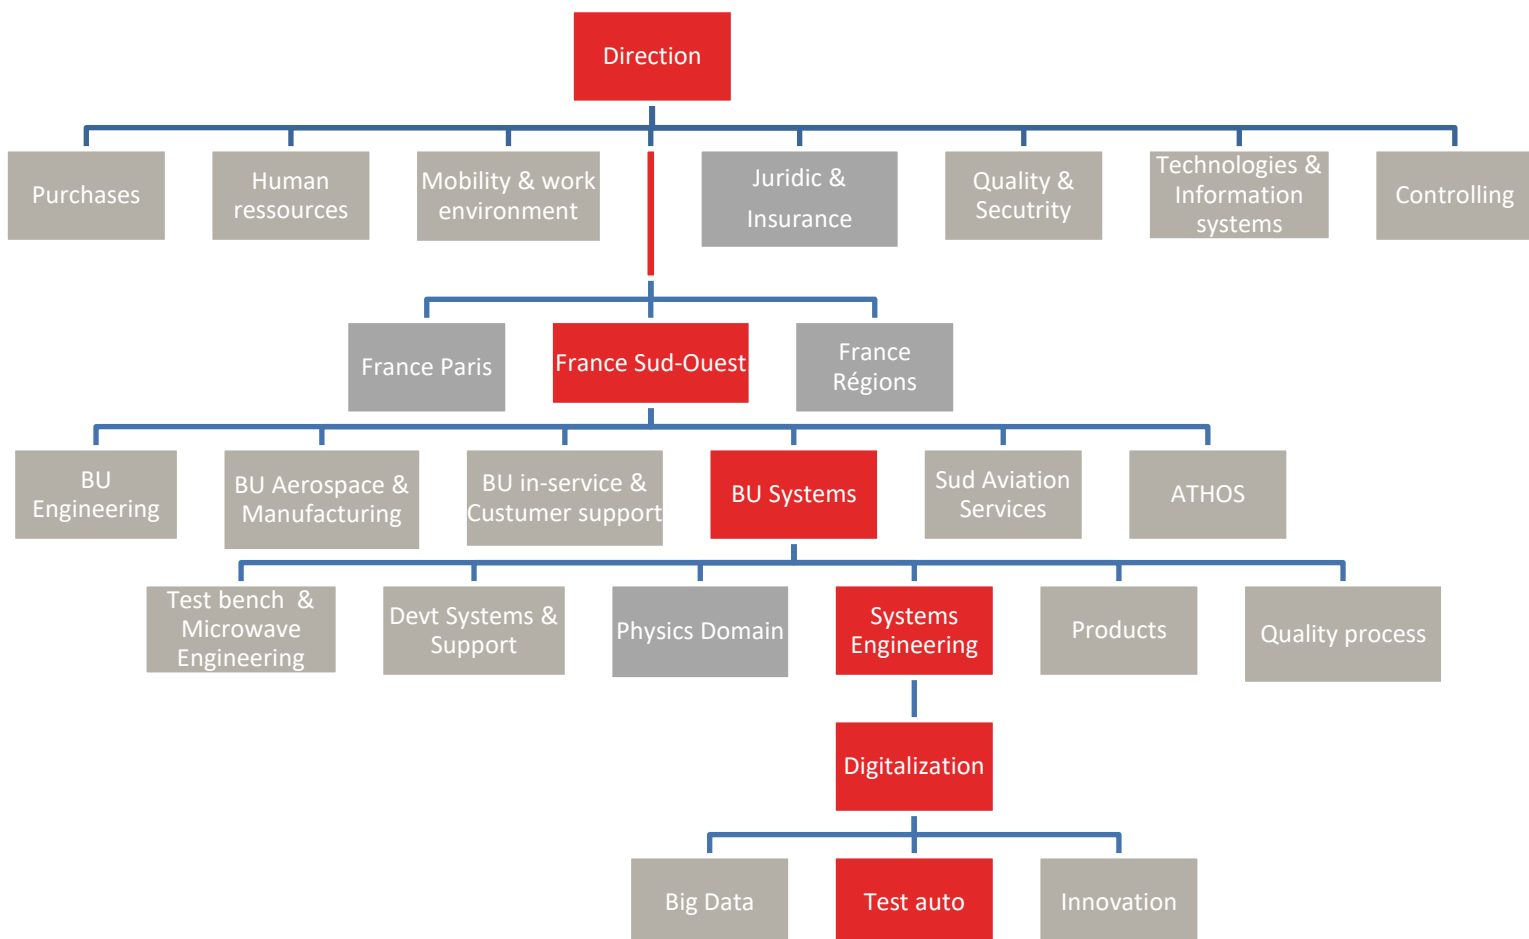 Direction
Purchases
Human
ressources
Mobility & work
environment
Juridic &
Insurance
Quality &
Secutrity
Technologies &
Information
systems
Controlling
France Paris
France Sud-Ouest
France
Régions
BU
Engineering
BU Aerospace &
Manufacturing
BU in-service &
Custumer support
BU Systems
Sud Aviation
Services
ATHOS
Test bench & 
Microwave
Engineering
Devt Systems &
Support
Physics Domain
Systems
Engineering
Products
Quality process
Digitalization
Big Data
Test auto
Innovation